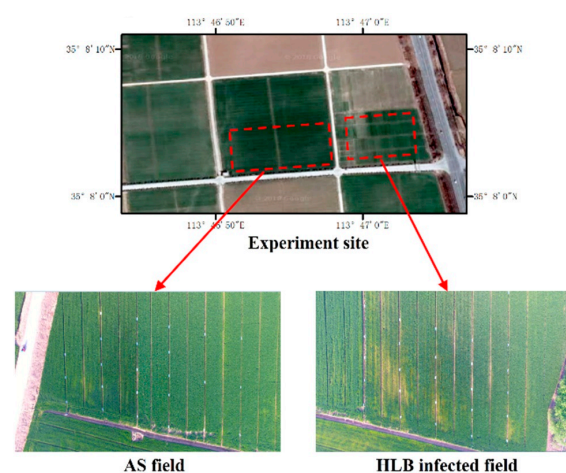 113° 46′ 50″E 113° 47′ 0″E
35° 8′ 10″N 35° 8′ 10″N
35° 8′ 0″N 35° 8′ 0″N
113° 46′ 50″E 113° 47′ 0″E
Experiment site
AS field HLB infected field